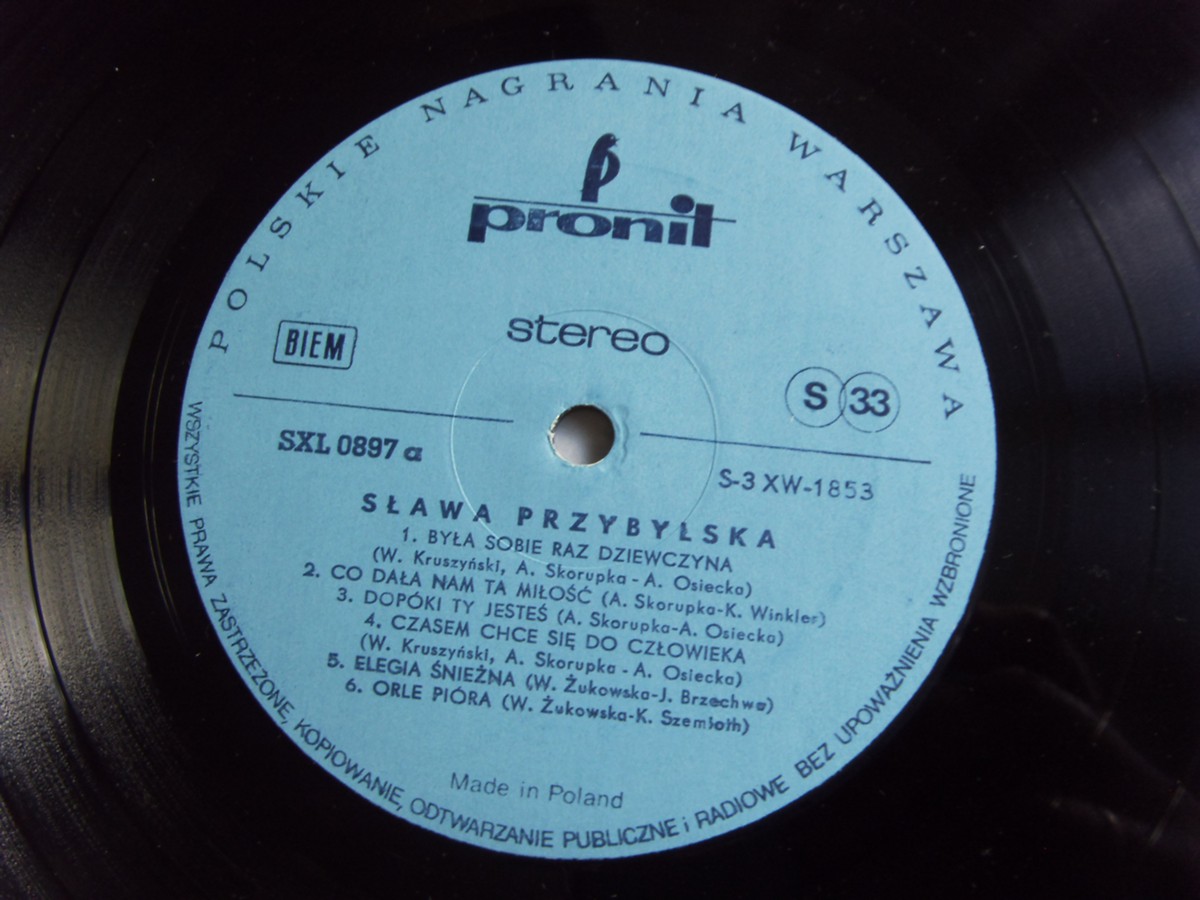 POLSKIE NAGRANIA WARSZAWA
pronit
stereo
BIEM
S 33
SXL 0897 a
S-3 XW-1853
SŁAWA PRZYBYLSKA
1. BYŁA SOBIE RAZ DZIEWCZYNA
(W. Kruszyński, A. Skorupka - A. Osiecka)
2. CO DAŁA NAM TA MIŁOŚĆ (A. Skorupka-K. Winkler)
3. DOPÓKI TY JESTEŚ (A. Skorupka-A. Osiecka)
4. CZASEM CHCE SIĘ DO CZŁOWIEKA
(W. Kruszyński, A. Skorupka - A. Osiecka)
5. ELEGIA ŚNIEŻNA (W. Żukowska-J. Brzechwa)
6. ORLE PIÓRA (W. Żukowska-K. Szemioth)
Made in Poland
WSZYSTKIE PRAWA ZASTRZEŻONE, KOPIOWANIE, ODTWARZANIE PUBLICZNE i RADIOWE BEZ UPOWAŻNIENIA WZBRONIONE